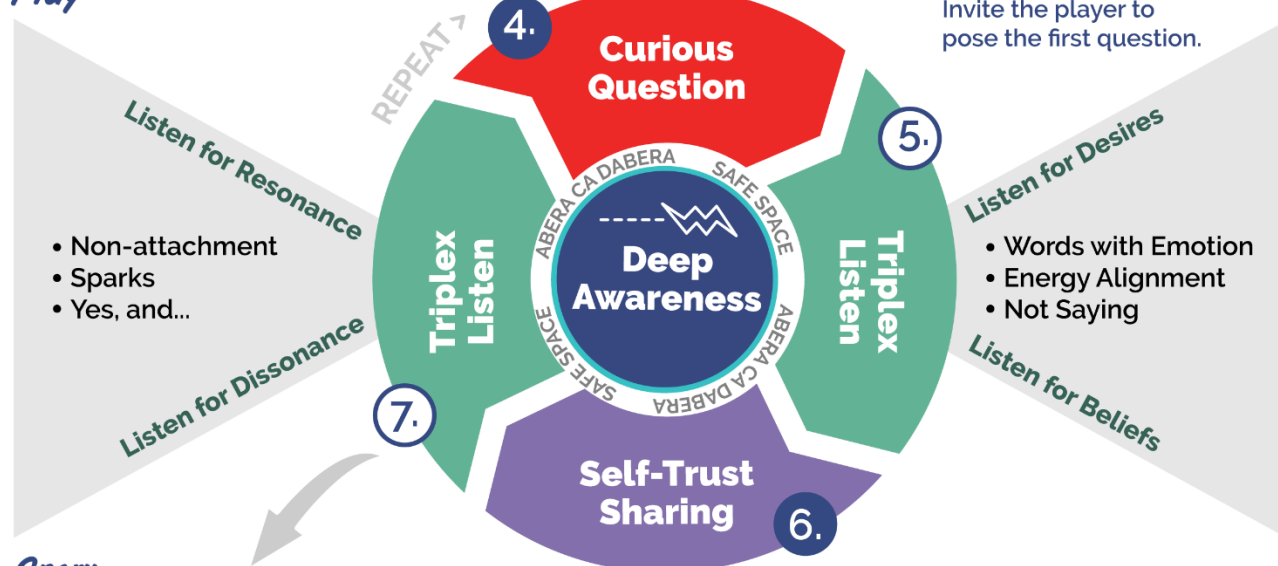 Play
Invite the player to
pose the first question.
REPEAT >
4.
Curious
Question
5.
Listen for Resonance
• Non-attachment
• Sparks
• Yes, and...
Listen for Dissonance
Triplex
Listen
7.
ABERA CA DABERA
SAFE SPACE
Deep
Awareness
ABERA CA DABERA
SAFE SPACE
Triplex
Listen
Listen for Desires
• Words with Emotion
• Energy Alignment
• Not Saying
Listen for Beliefs
Self-Trust
Sharing
6.